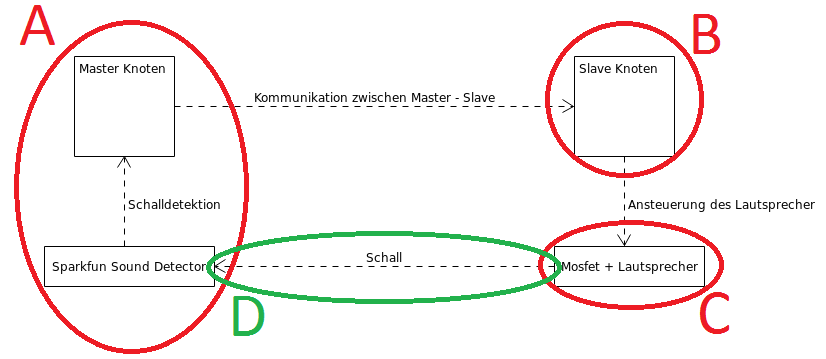 A
B
Master Knoten
Slave Knoten
Kommunikation zwischen Master - Slave
Schalldetektion
Ansteuerung des Lautsprecher
Schall
Sparkfun Sound Detector
Mosfet + Lautsprecher
D
C